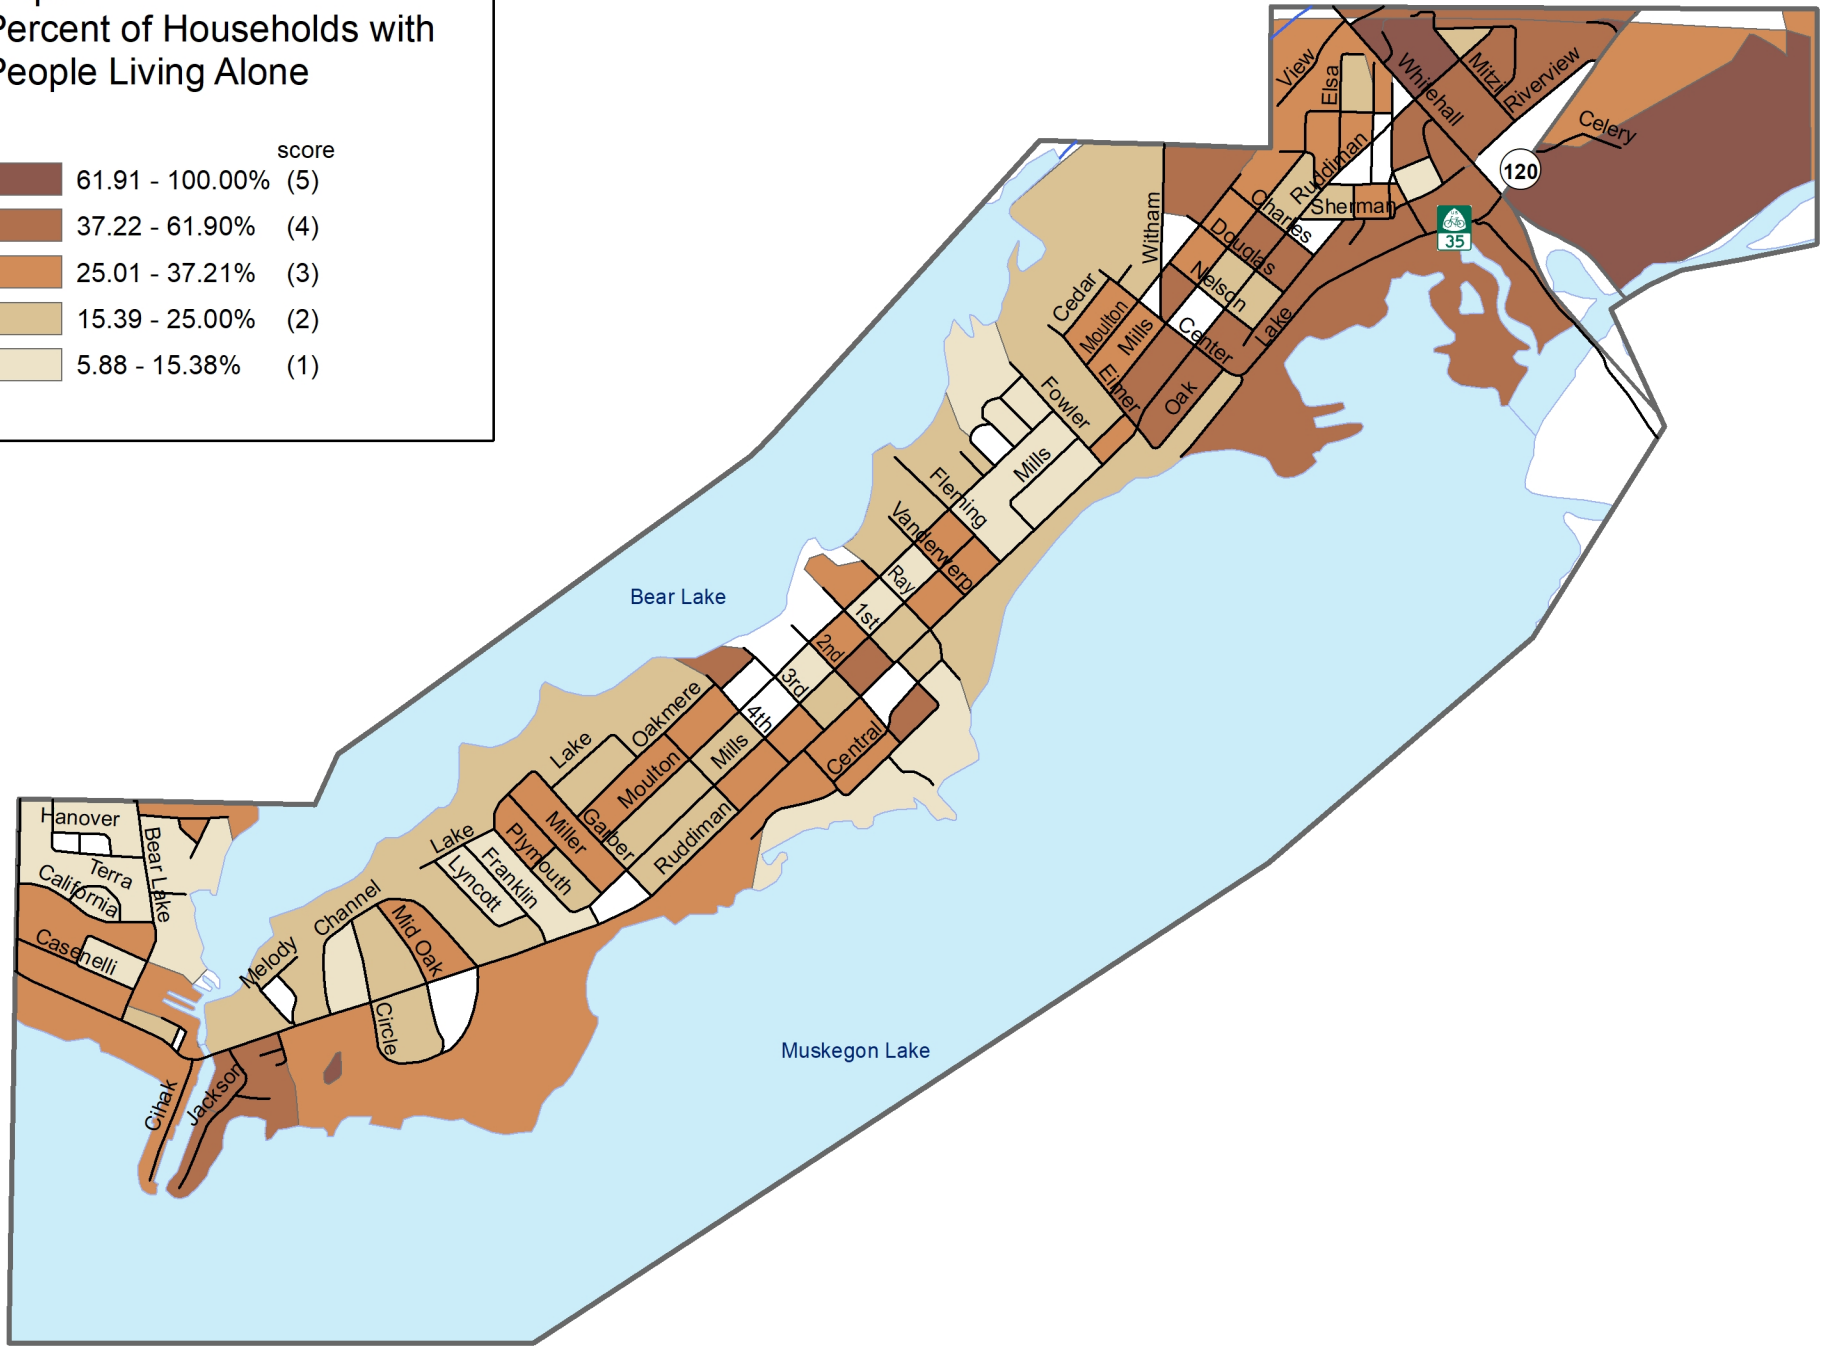 Percent of Households with
People Living Alone
score
61.91 - 100.00% (5)
37.22 - 61.90% (4)
25.01 - 37.21% (3)
15.39 - 25.00% (2)
5.88 - 15.38% (1)
View
Elsa
Whitehall
Mitzi
Riverview
Celery
120
Ruddiman
Sherman
35
Charles
Douglas
Witham
Nelson
Cedar
Moulton
Mills
Center
Lake
Elmer
Oak
Fowler
Mills
Fleming
Vanderwerp
Ray
1st
2nd
3rd
4th
Bear Lake
Oakmere
Lake
Moulton
Mills
Central
Garber
Ruddiman
Miller
Plymouth
Lake
Franklin
Lyncott
Hanover
Terra
Bear Lake
California
Casenelli
Channel
Mid Oak
Melody
Circle
Cihak
Jackson
Muskegon Lake